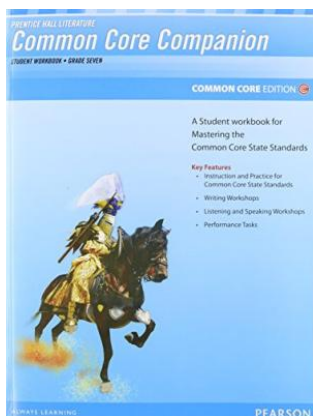 PRENTICE HALL LITERATURE
Common Core Companion
STUDENT WORKBOOK • GRADE SEVEN
COMMON CORE EDITION
A Student workbook for
Mastering the
Common Core State Standards
Key Features
• Instruction and Practice for
Common Core State Standards
• Writing Workshops
• Listening and Speaking Workshops
• Performance Tasks
ALWAYS LEARNING
PEARSON